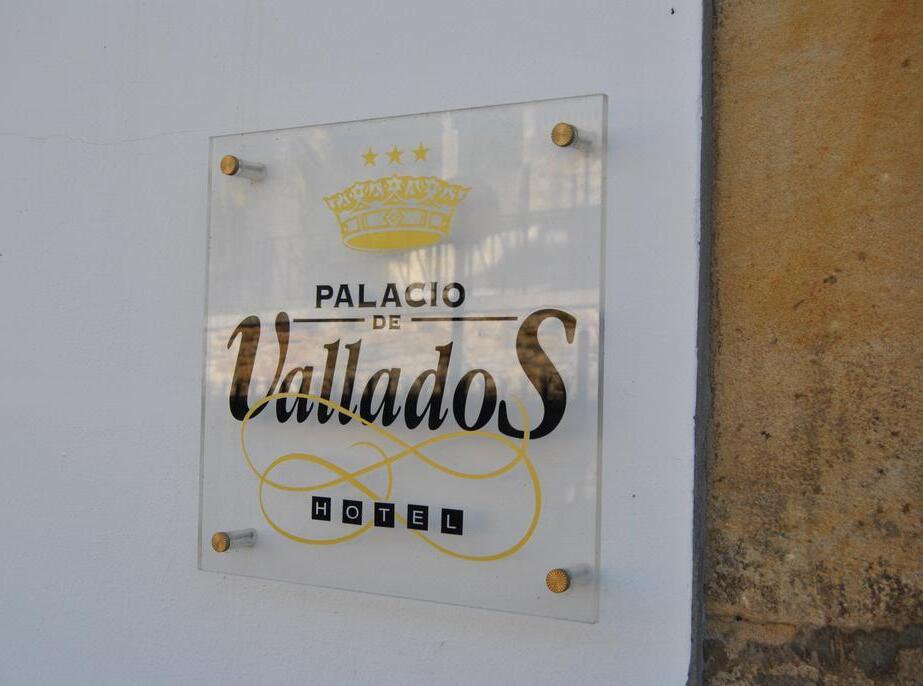 PALACIO
DE
ValladoS
HOTEL